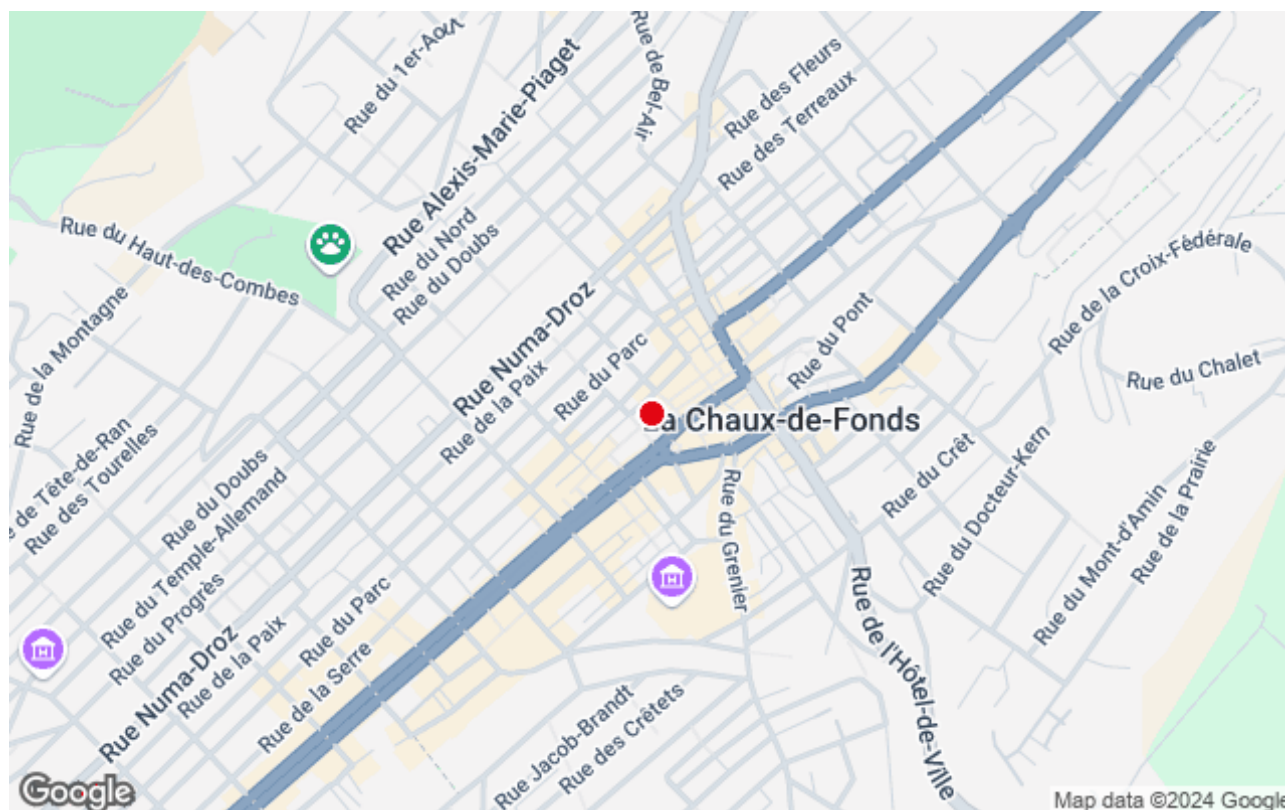 Rue du 1er-Août
Rue Alexis-Marie-Piaget
Rue de Bel-Air
Rue des Fleurs
Rue des Terreaux
Rue du Haut-des-Combes
Rue du Nord
Rue du Doubs
Rue de la Croix-Fédérale
Rue de la Montagne
Rue Numa-Droz
Rue du Parc
Rue de la Paix
Rue du Pont
Rue du Chalet
La Chaux-de-Fonds
e de Tête-de-Ran
Rue des Tourelles
Rue du Doubs
Rue du Temple-Allemand
Rue du Progrès
Rue Numa-Droz
Rue de la Paix
Rue du Parc
Rue de la Serre
Rue du Grenier
Rue du Crêt
Rue du Docteur-Kern
Rue du Mont-d'Amin
Rue de la Prairie
Rue de l'Hôtel-de-Ville
Rue Jacob-Brandt
Rue des Crêtets
Google
Map data ©2024 Google